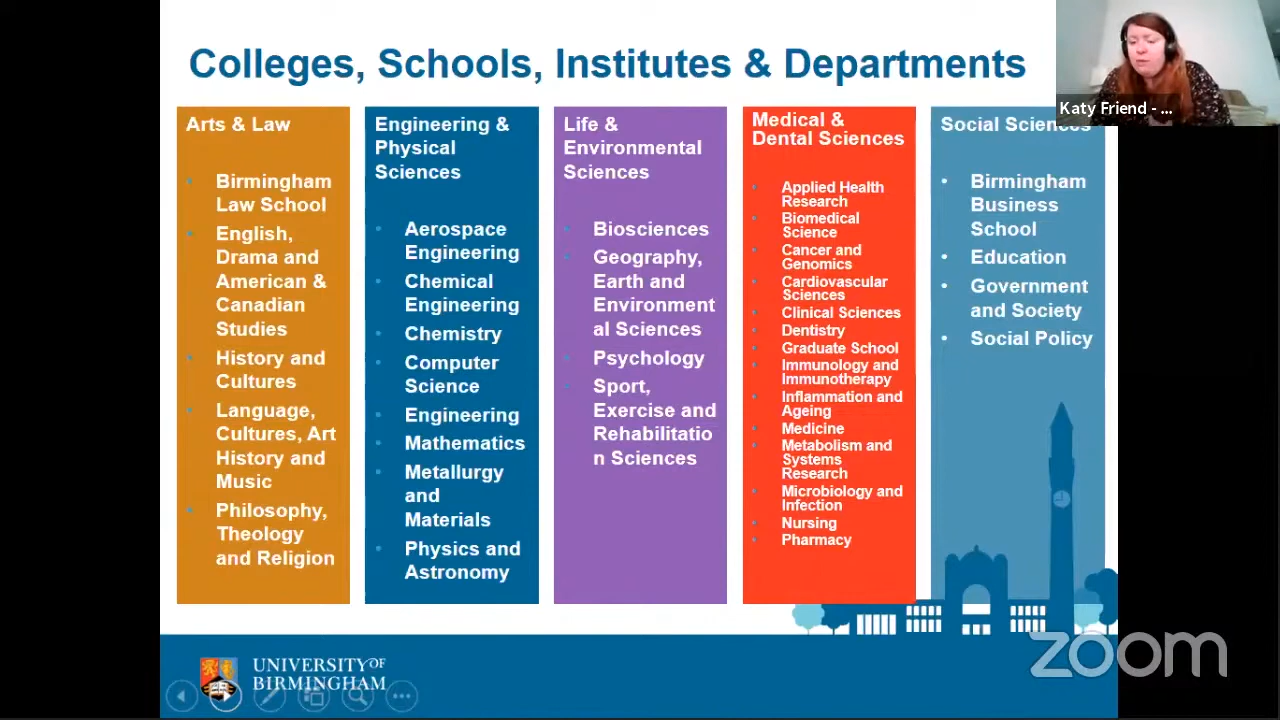 Colleges, Schools, Institutes & Departments
Katy Friend - ...
Arts & Law
Birmingham
Law School
English,
Drama and
American &
Canadian
Studies
History and
Cultures
Language,
Cultures, Art
History and
Music
Philosophy,
Theology
and Religion
Engineering &
Physical
Sciences
Aerospace
Engineering
Chemical
Engineering
Chemistry
Computer
Science
Engineering
Mathematics
Metallurgy
and
Materials
Physics and
Astronomy
Life &
Environmental
Sciences
Biosciences
Geography,
Earth and
Environment
al Sciences
Psychology
Sport,
Exercise and
Rehabilitatio
n Sciences
Medical &
Dental Sciences
Applied Health
Research
Biomedical
Science
Cancer and
Genomics
Cardiovascular
Sciences
Clinical Sciences
Dentistry
Graduate School
Immunology and
Immunotherapy
Inflammation and
Ageing
Medicine
Metabolism and
Systems
Research
Microbiology and
Infection
Nursing
Pharmacy
Social Sciences
Birmingham
Business
School
Education
Government
and Society
Social Policy
UNIVERSITY OF
BIRMINGHAM
zoom